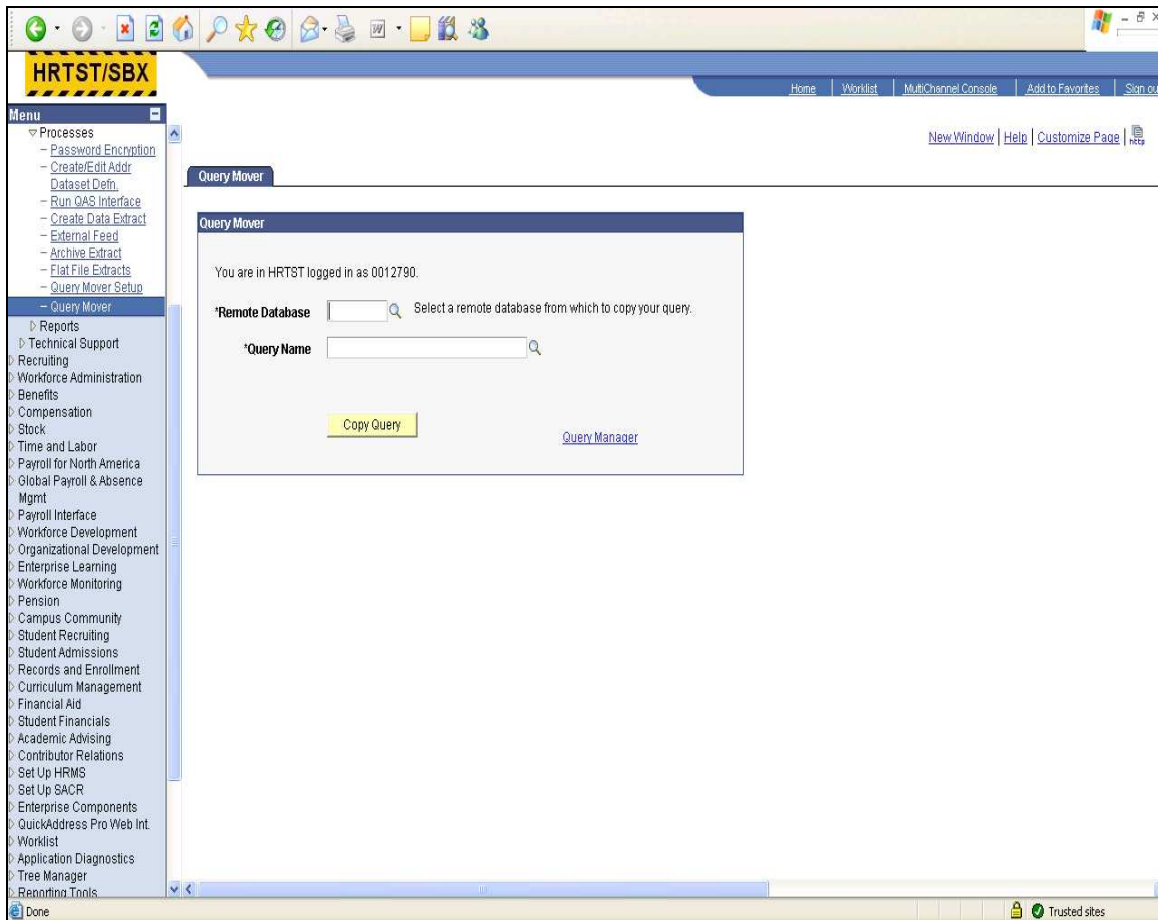 HRTST/SBX
Home | Worklist | MultiChannel Console | Add to Favorites | Sign ou
Menu
Processes
Password Encryption
Create/Edit Addr
Dataset Defn.
Run QAS Interface
Create Data Extract
External Feed
Archive Extract
Flat File Extracts
Query Mover Setup
Query Mover
Reports
Technical Support
Recruiting
Workforce Administration
Benefits
Compensation
Stock
Time and Labor
Payroll for North America
Global Payroll & Absence
Mgmt
Payroll Interface
Workforce Development
Organizational Development
Enterprise Learning
Workforce Monitoring
Pension
Campus Community
Student Recruiting
Student Admissions
Records and Enrollment
Curriculum Management
Financial Aid
Student Financials
Academic Advising
Contributor Relations
Set Up HRMS
Set Up SACR
Enterprise Components
QuickAddress Pro Web Int.
Worklist
Application Diagnostics
Tree Manager
Reporting Tools
New Window | Help | Customize Page |
http
Query Mover
Query Mover
You are in HRTST logged in as 0012790.
*Remote Database Select a remote database from which to copy your query.
*Query Name
Copy Query
Query Manager
Done
Trusted sites